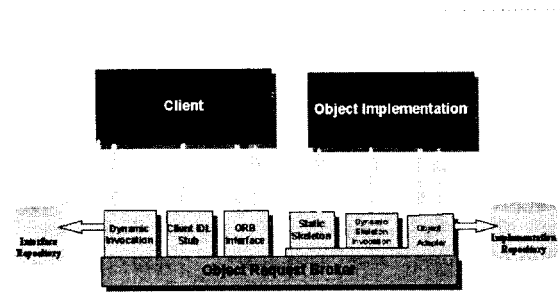 Client
Object Implementation
Dynamic
Invocation
Client IDL
Stub
ORB
Interface
Static
Skeleton
Dynamic
Skeleton
Invocation
Object
Adapter
Interface
Repository
Implementation
Repository
Object Request Broker